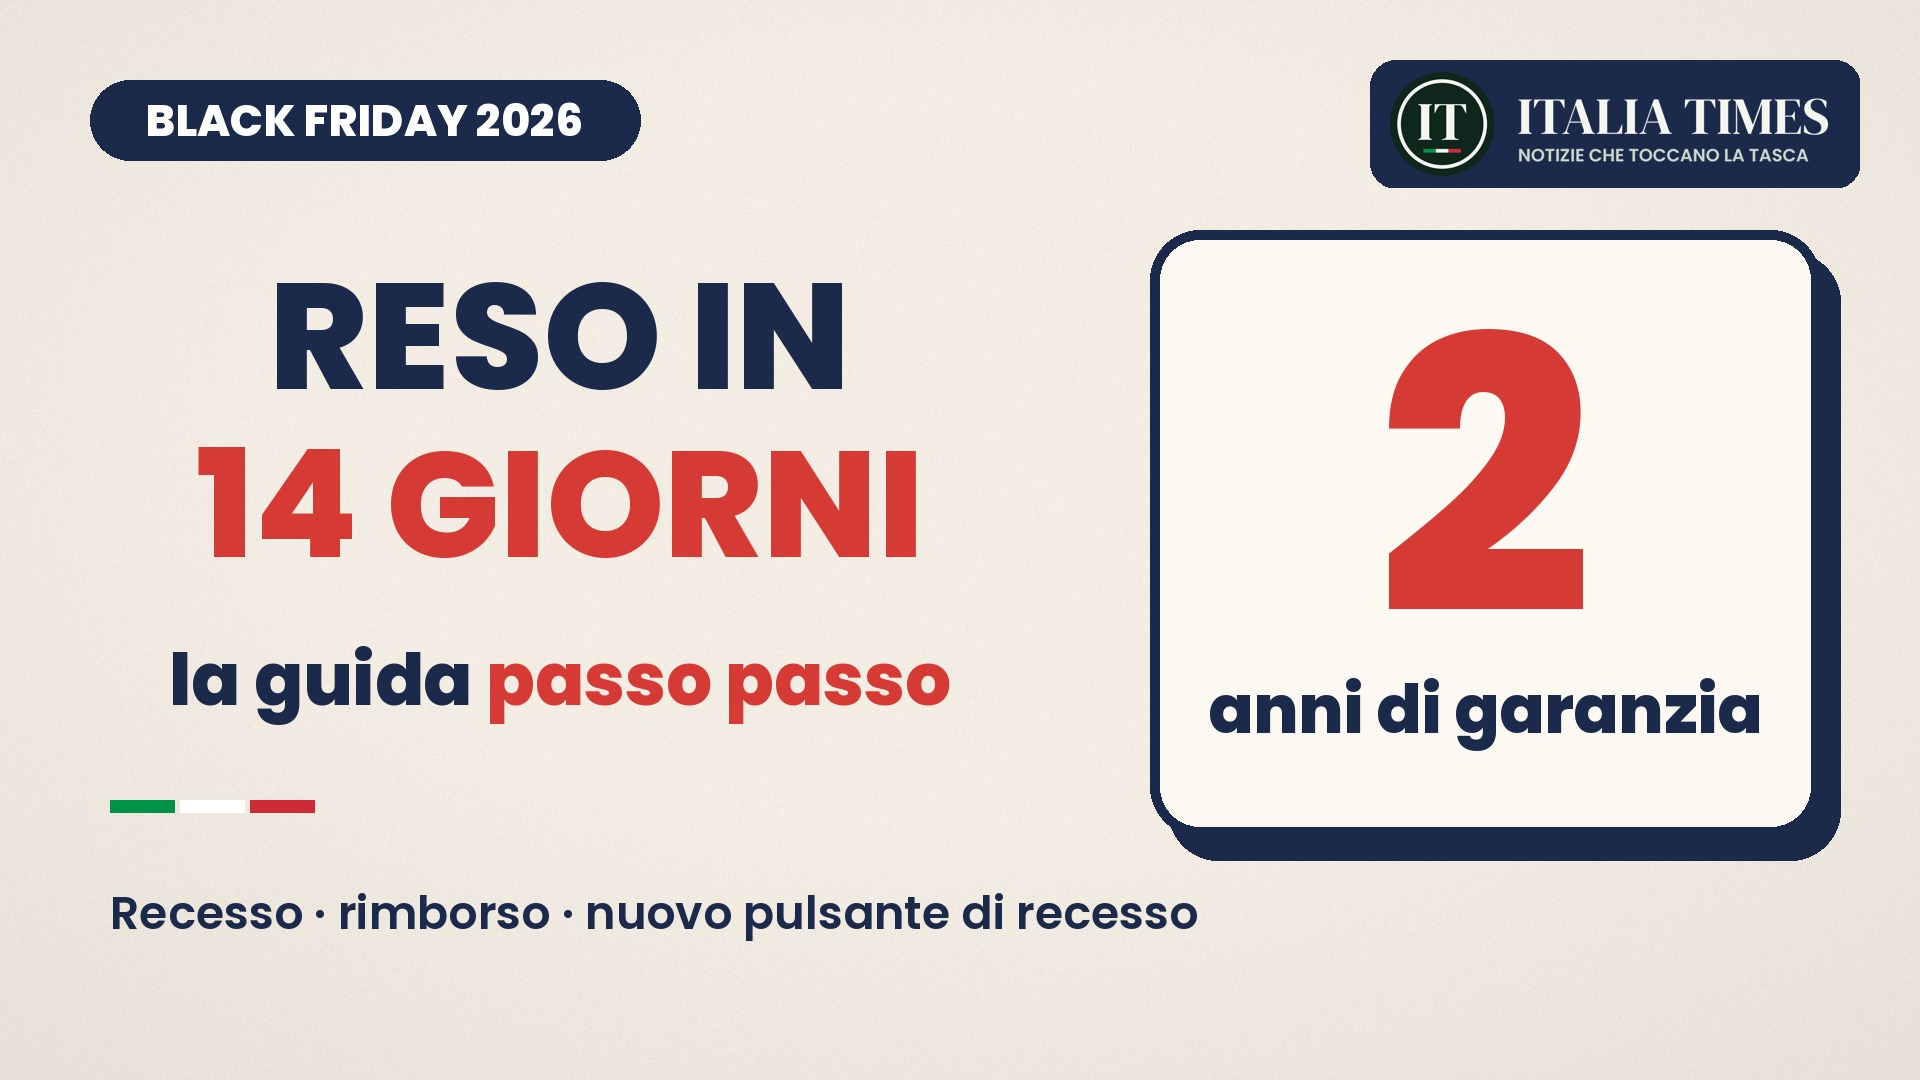 BLACK FRIDAY 2026
IT
ITALIA TIMES
NOTIZIE CHE TOCCANO LA TASCA
RESO IN
14 GIORNI
la guida passo passo
2
anni di garanzia
Recesso · rimborso · nuovo pulsante di recesso